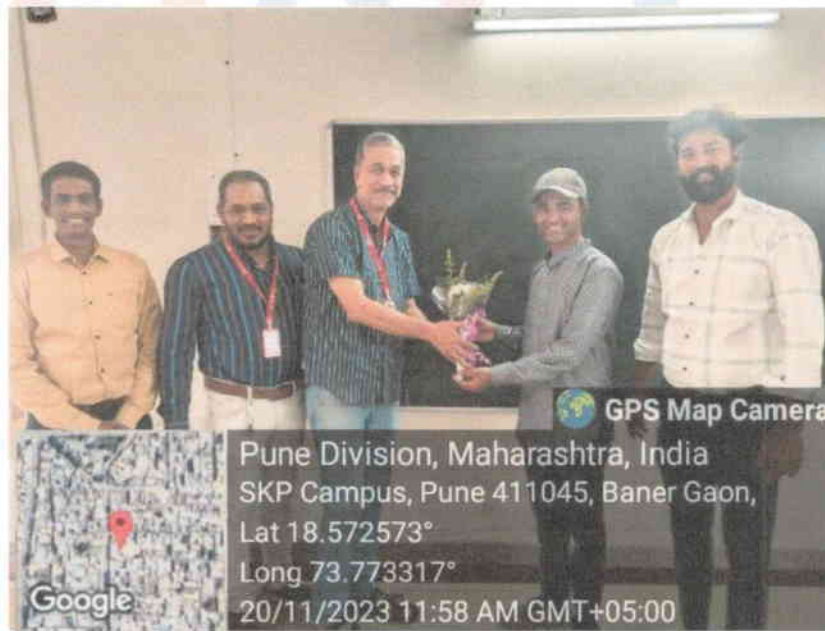 GPS Map Camera
Pune Division, Maharashtra, India
SKP Campus, Pune 411045, Baner Gaon,
Lat 18.572573°
Long 73.773317°
20/11/2023 11:58 AM GMT+05:00
Google